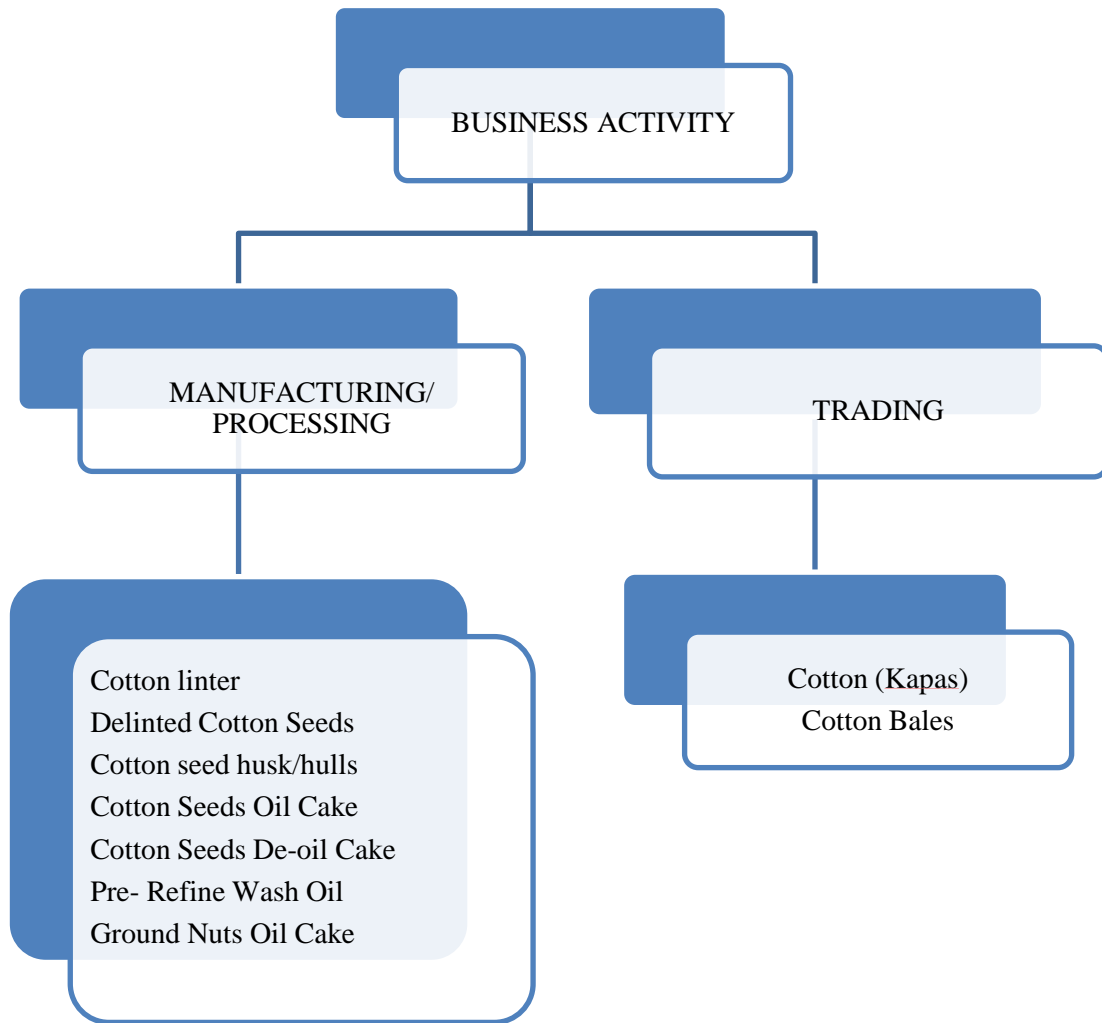 BUSINESS ACTIVITY
MANUFACTURING/
PROCESSING
TRADING
Cotton linter
Delinted Cotton Seeds
Cotton seed husk/hulls
Cotton Seeds Oil Cake
Cotton Seeds De-oil Cake
Pre- Refine Wash Oil
Ground Nuts Oil Cake
Cotton (Kapas)
Cotton Bales